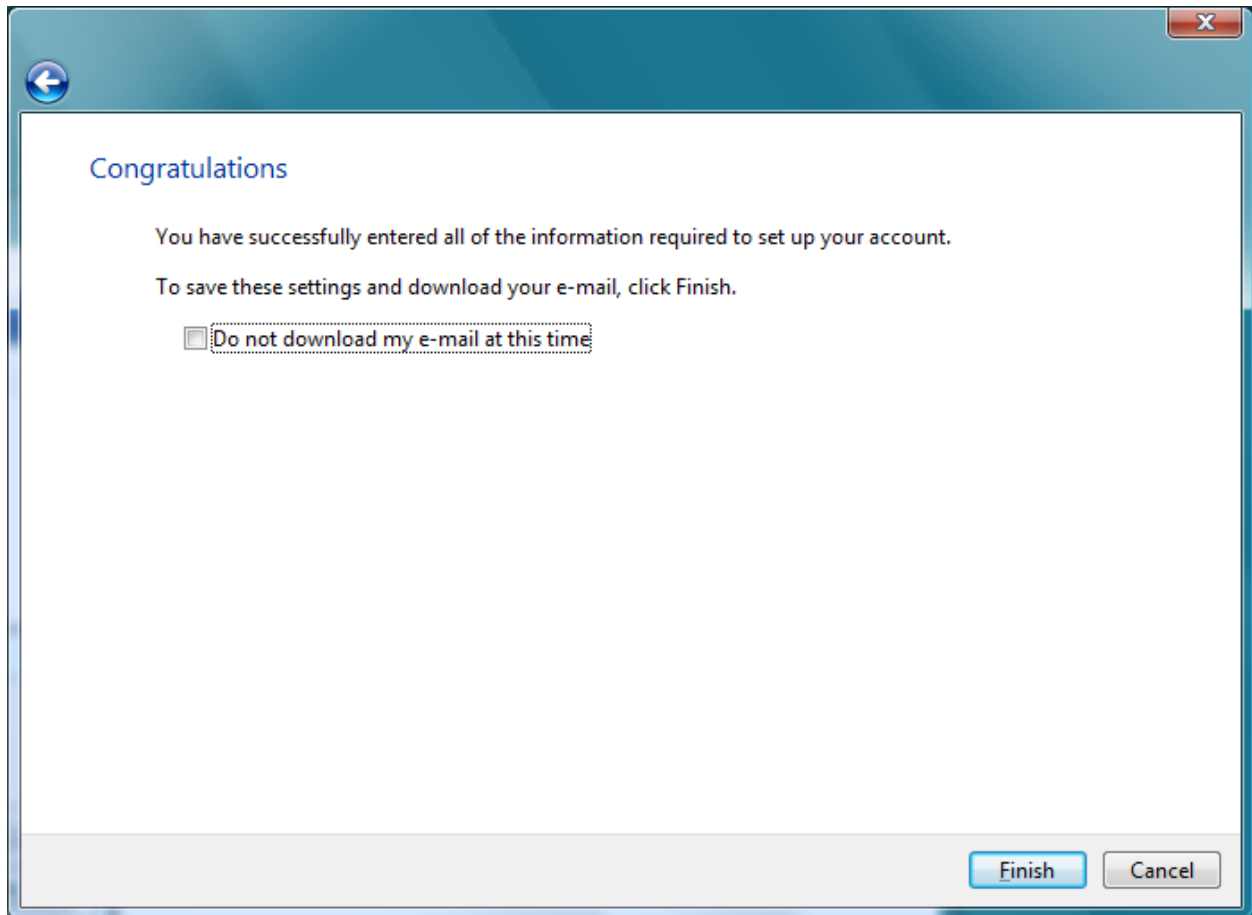 Congratulations
You have successfully entered all of the information required to set up your account.
To save these settings and download your e-mail, click Finish.
Do not download my e-mail at this time
Finish
Cancel